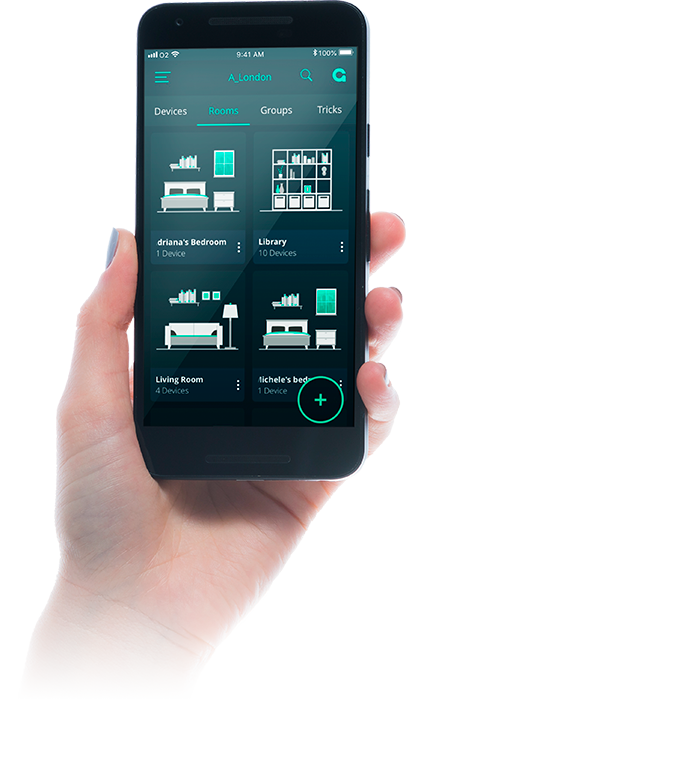 O2 9:41 AM 100%
A_London
Devices Rooms Groups Tricks
driana's Bedroom
1 Device
Library
10 Devices
Living Room
4 Devices
ichele's bed
1 Device
+